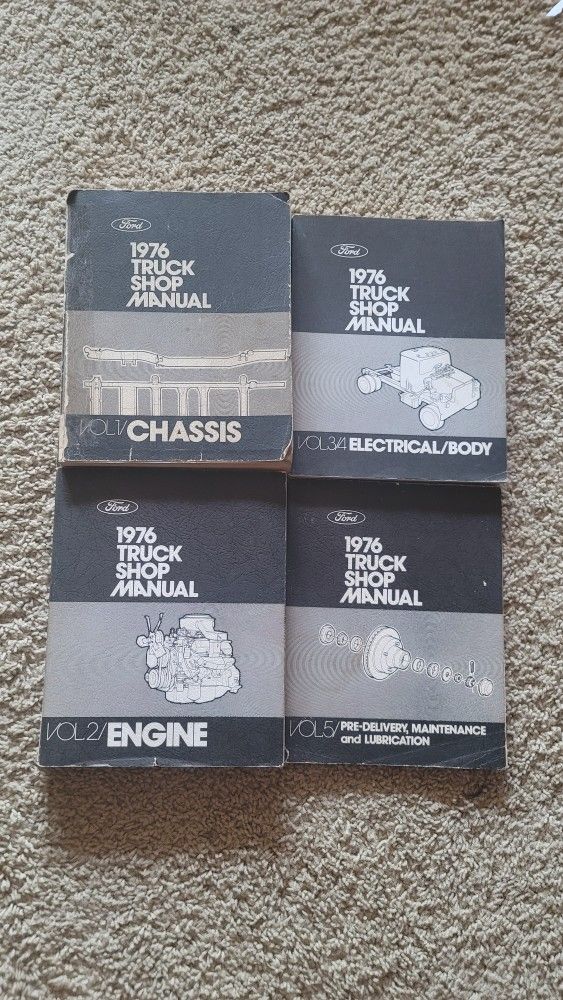 Ford
1976
TRUCK
SHOP
MANUAL
VOL 1/ CHASSIS
Ford
1976
TRUCK
SHOP
MANUAL
VOL 3/4 ELECTRICAL/BODY
Ford
1976
TRUCK
SHOP
MANUAL
VOL 2/ ENGINE
Ford
1976
TRUCK
SHOP
MANUAL
VOL 5/ PRE-DELIVERY, MAINTENANCE
and LUBRICATION